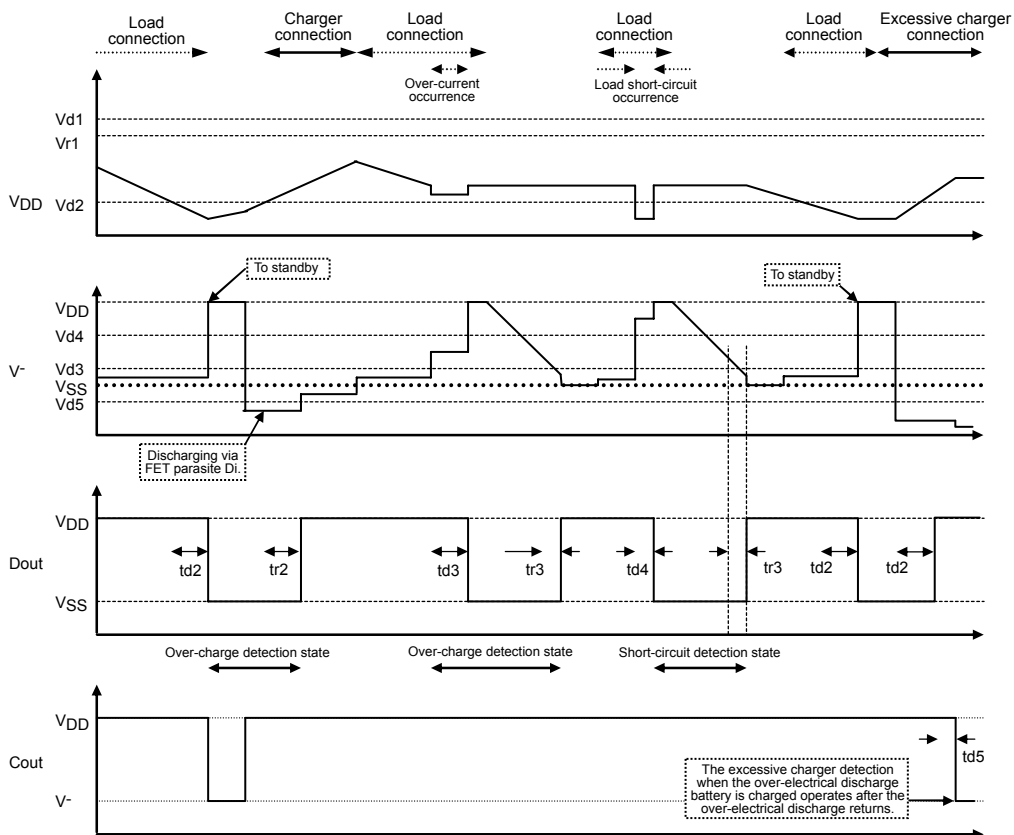 Load
connection
Charger
connection
Load
connection
Load
connection
Load
connection
Excessive charger
connection
Over-current
occurrence
Load short-circuit
occurrence
Vd1
Vr1
VDD
Vd2
To standby
To standby
VDD
Vd4
V-
Vd3
VSS
Vd5
Discharging via
FET parasite Di.
VDD
Dout
td2
tr2
td3
tr3
td4
tr3
td2
td2
VSS
Over-charge detection state
Over-charge detection state
Short-circuit detection state
VDD
Cout
td5
The excessive charger detection
when the over-electrical discharge
battery is charged operates after the
over-electrical discharge returns.
V-